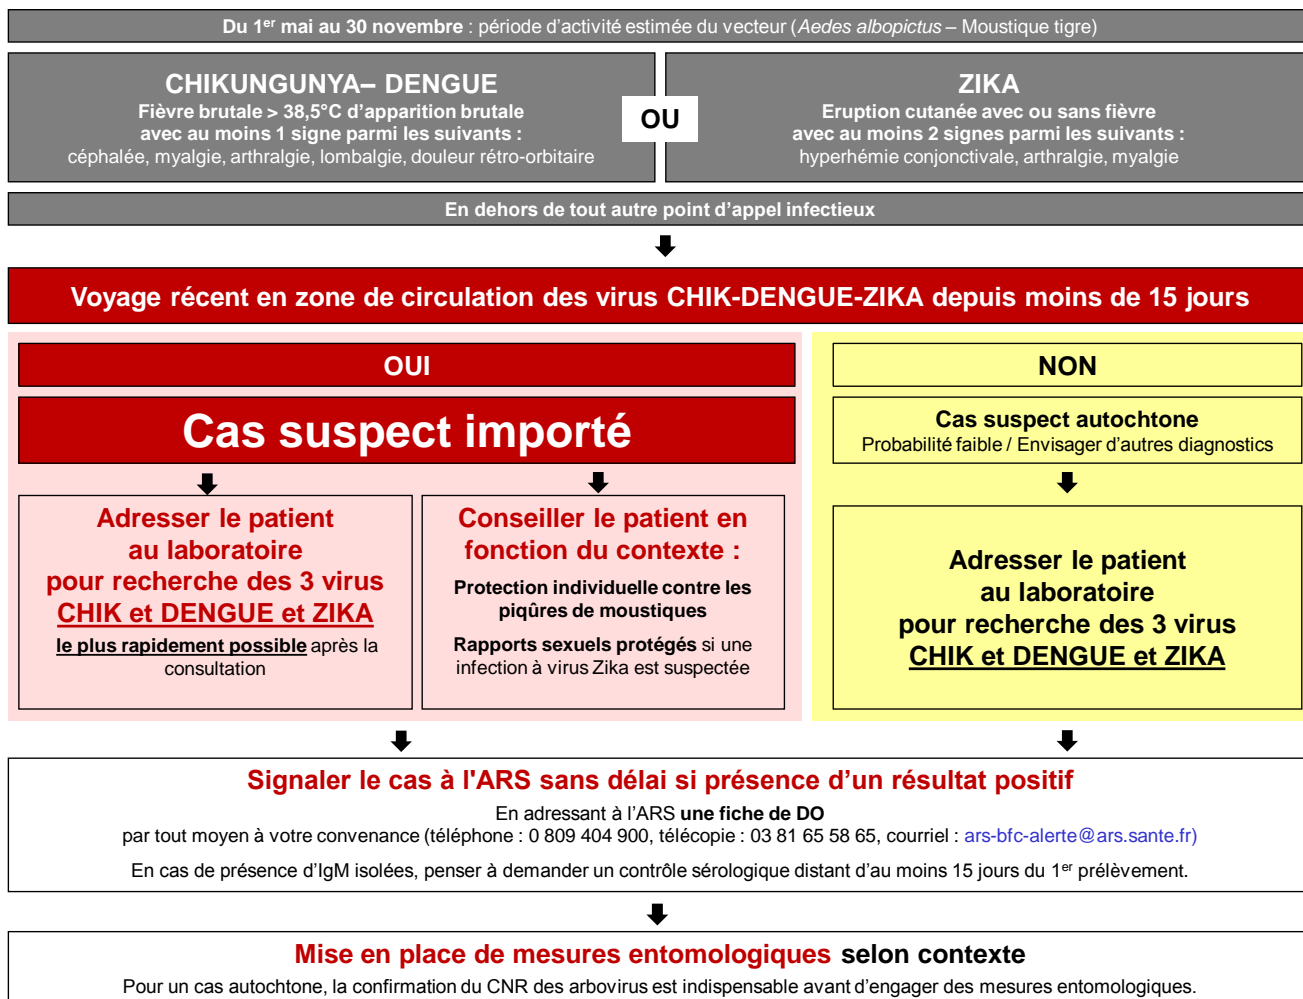 Du 1er mai au 30 novembre : période d'activité estimée du vecteur (Aedes albopictus – Moustique tigre)
CHIKUNGUNYA– DENGUE
Fièvre brutale > 38,5°C d'apparition brutale
avec au moins 1 signe parmi les suivants :
céphalée, myalgie, arthralgie, lombalgie, douleur rétro-orbitaire
OU
ZIKA
Eruption cutanée avec ou sans fièvre
avec au moins 2 signes parmi les suivants :
hyperhémie conjonctivale, arthralgie, myalgie
En dehors de tout autre point d'appel infectieux
Voyage récent en zone de circulation des virus CHIK-DENGUE-ZIKA depuis moins de 15 jours
OUI
Cas suspect importé
Adresser le patient
au laboratoire
pour recherche des 3 virus
CHIK et DENGUE et ZIKA
le plus rapidement possible après la
consultation
Conseiller le patient en
fonction du contexte :
Protection individuelle contre les
piqûres de moustiques
Rapports sexuels protégés si une
infection à virus Zika est suspectée
NON
Cas suspect autochtone
Probabilité faible / Envisager d'autres diagnostics
Adresser le patient
au laboratoire
pour recherche des 3 virus
CHIK et DENGUE et ZIKA
Signaler le cas à l'ARS sans délai si présence d'un résultat positif
En adressant à l'ARS une fiche de DO
par tout moyen à votre convenance (téléphone : 0 809 404 900, télécopie : 03 81 65 58 65, courriel : ars-bfc-alerte@ars.sante.fr)
En cas de présence d'IgM isolées, penser à demander un contrôle sérologique distant d'au moins 15 jours du 1er prélèvement.
Mise en place de mesures entomologiques selon contexte
Pour un cas autochtone, la confirmation du CNR des arbovirus est indispensable avant d'engager des mesures entomologiques.